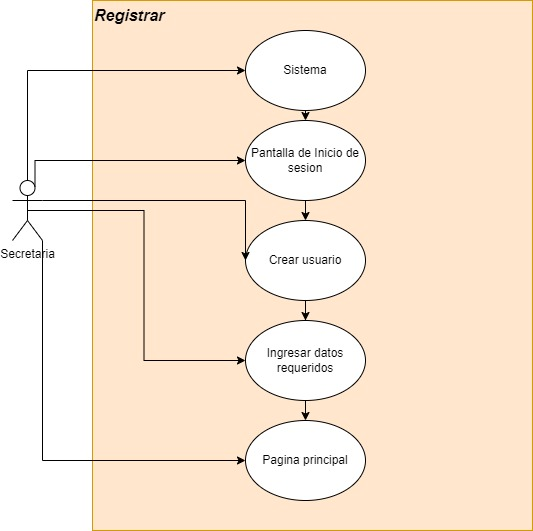 Registrar
Sistema
Pantalla de Inicio de
sesion
Secretaria
Crear usuario
Ingresar datos
requeridos
Pagina principal